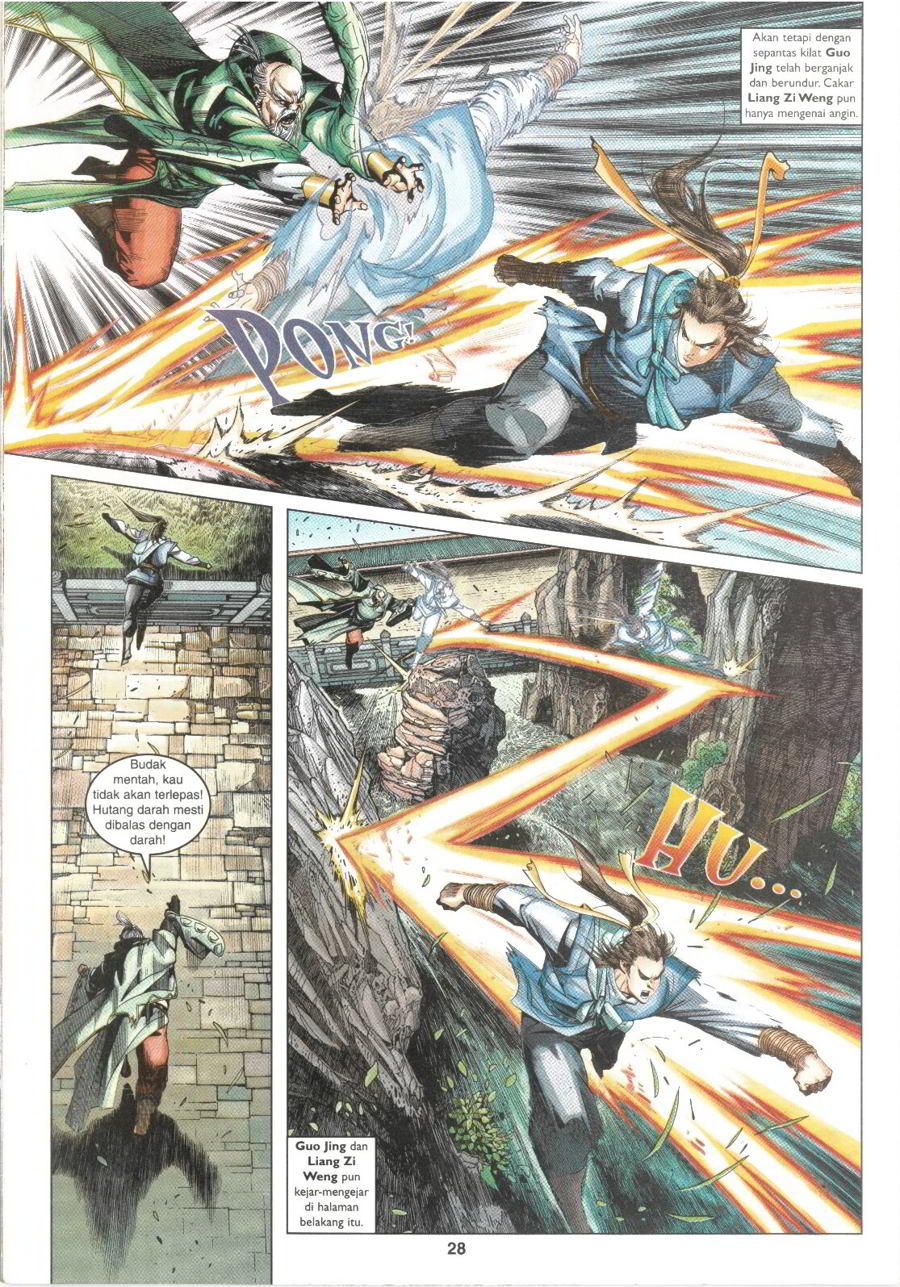 Akan tetapi dengan
sepantas kilat Guo
Jing telah berganjak
dan berundur. Cakar
Liang Zi Weng pun
hanya mengenai angin.
PONG!
Budak
mentah, kau
tidak akan terlepas!
Hutang darah mesti
dibalas dengan
darah!
HU...
Guo Jing dan
Liang Zi
Weng pun
kejar-mengejar
di halaman
belakang itu.
28